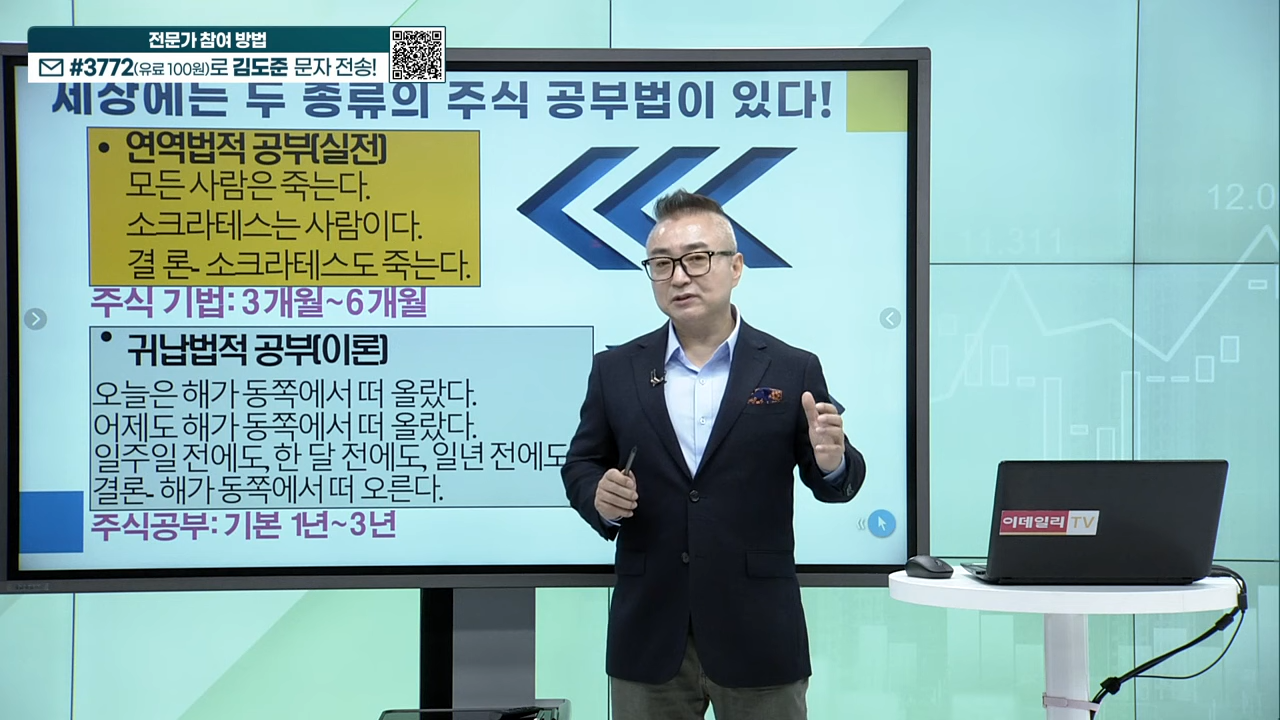 전문가 참여 방법
#3772(유료 100원)로 김도준 문자 전송!
세상에는 두 종류의 주식 공부법이 있다!
• 연역법적 공부(실전)
모든 사람은 죽는다.
소크라테스는 사람이다.
결 론- 소크라테스도 죽는다.
주식 기법: 3개월~6개월
• 귀납법적 공부(이론)
오늘은 해가 동쪽에서 떠 올랐다.
어제도 해가 동쪽에서 떠 올랐다.
일주일 전에도, 한 달 전에도, 일년 전에도
결론- 해가 동쪽에서 떠 오른다.
주식공부: 기본 1년~3년
이데일리 TV
1,311
12.0